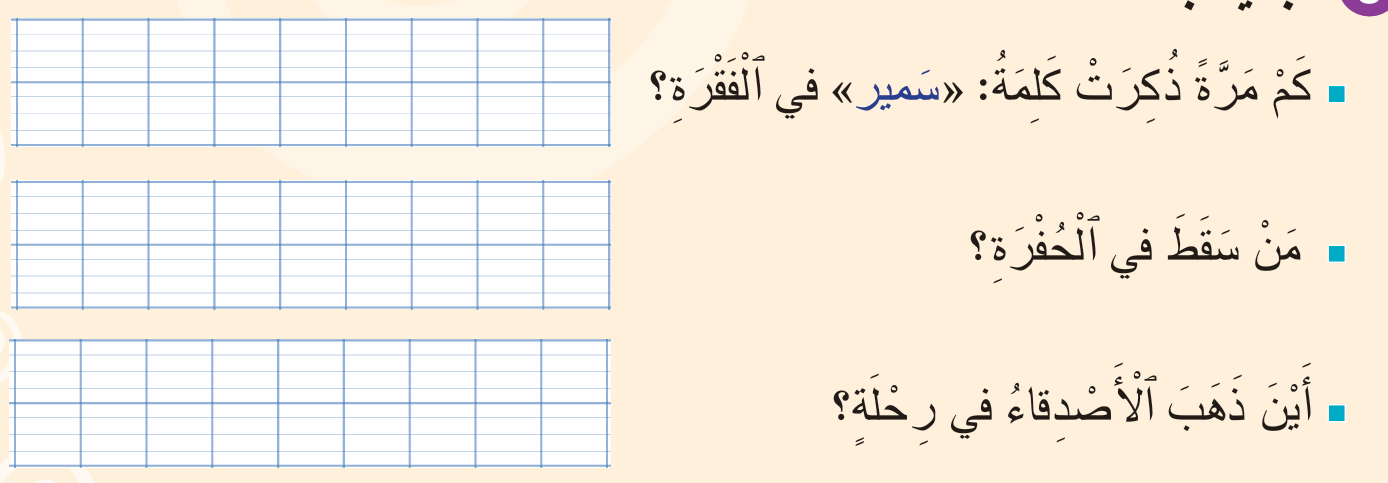 كَمْ مَرَّةً ذُكِرَتْ كَلِمَةُ: «سَمير» في ٱلْفَقْرَةِ؟
مَنْ سَقَطَ في ٱلْحُفْرَةِ؟
أَيْنَ ذَهَبَ ٱلْأَصْدِقاءُ في رِحْلَةٍ؟